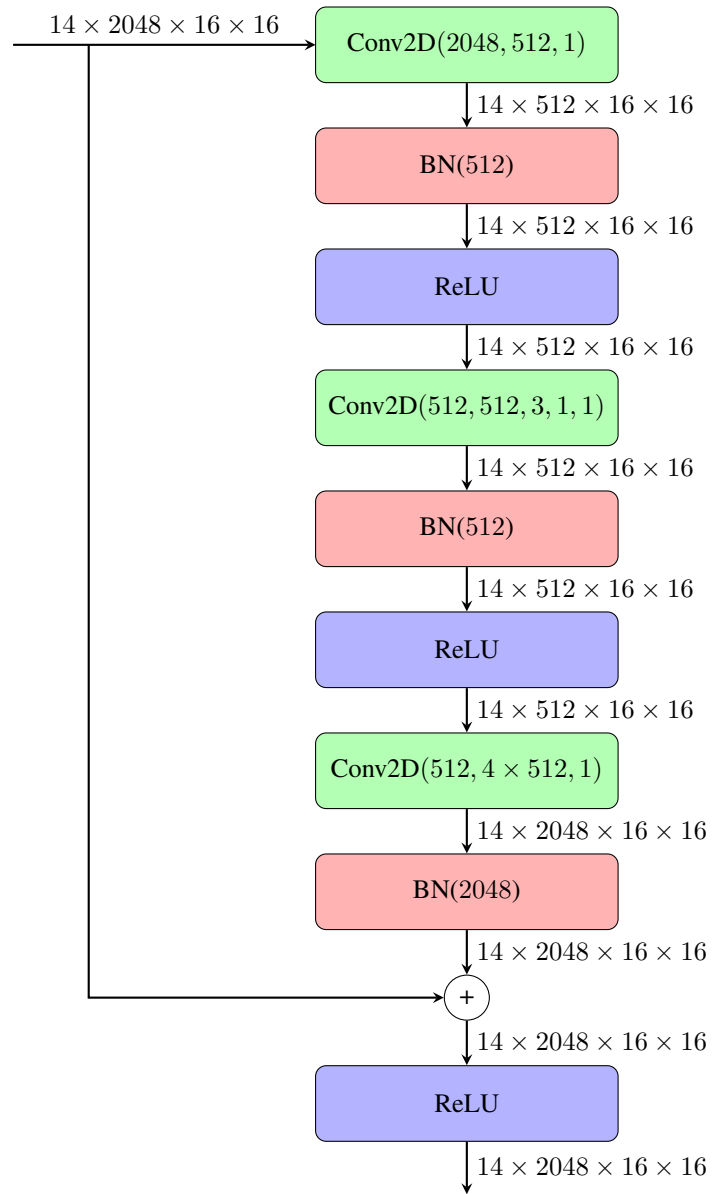 14 × 2048 × 16 × 16
Conv2D(2048, 512, 1)
14 × 512 × 16 × 16
BN(512)
14 × 512 × 16 × 16
ReLU
14 × 512 × 16 × 16
Conv2D(512, 512, 3, 1, 1)
14 × 512 × 16 × 16
BN(512)
14 × 512 × 16 × 16
ReLU
14 × 512 × 16 × 16
Conv2D(512, 4 × 512, 1)
14 × 2048 × 16 × 16
BN(2048)
14 × 2048 × 16 × 16
+
14 × 2048 × 16 × 16
ReLU
14 × 2048 × 16 × 16